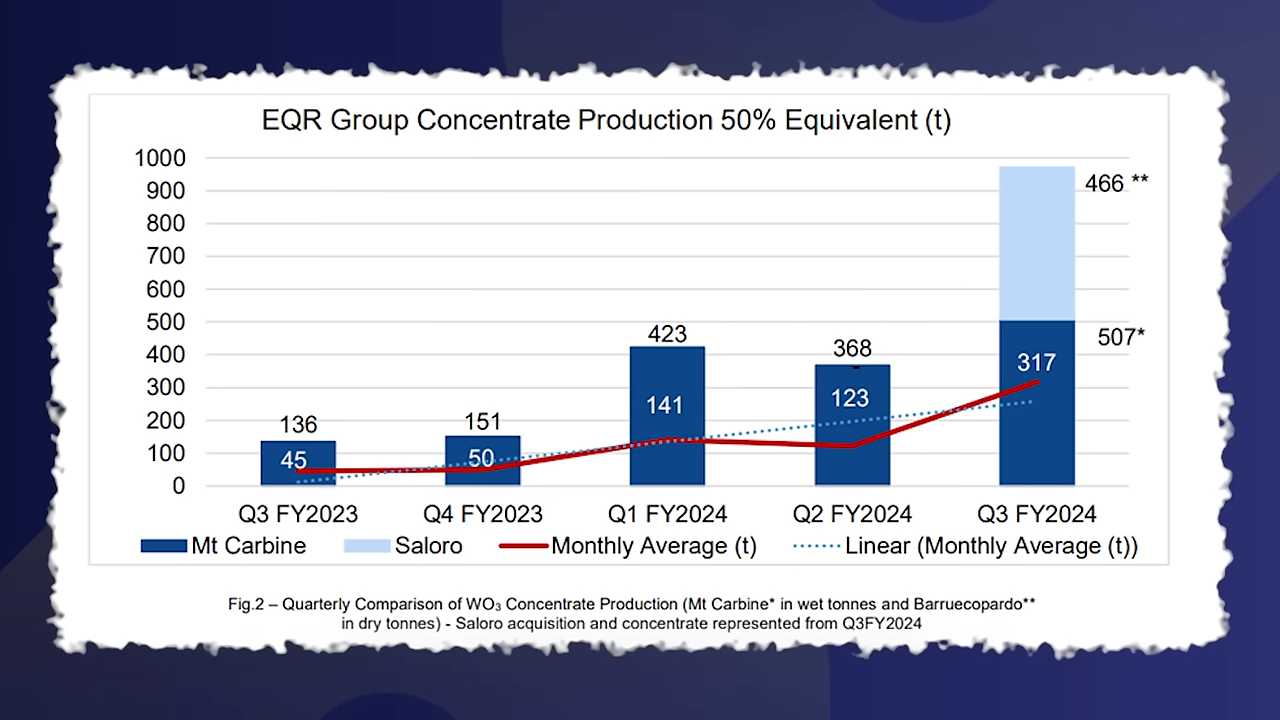 EQR Group Concentrate Production 50% Equivalent (t)
1000
900
800
700
600
500
400
300
200
100
0
136
45
151
50
423
141
368
123
466 **
507*
317
Q3 FY2023
Q4 FY2023
Q1 FY2024
Q2 FY2024
Q3 FY2024
Mt Carbine
Saloro
Monthly Average (t)
Linear (Monthly Average (t))
Fig.2 – Quarterly Comparison of WO₃ Concentrate Production (Mt Carbine* in wet tonnes and Barruecopardo**
in dry tonnes) - Saloro acquisition and concentrate represented from Q3FY2024